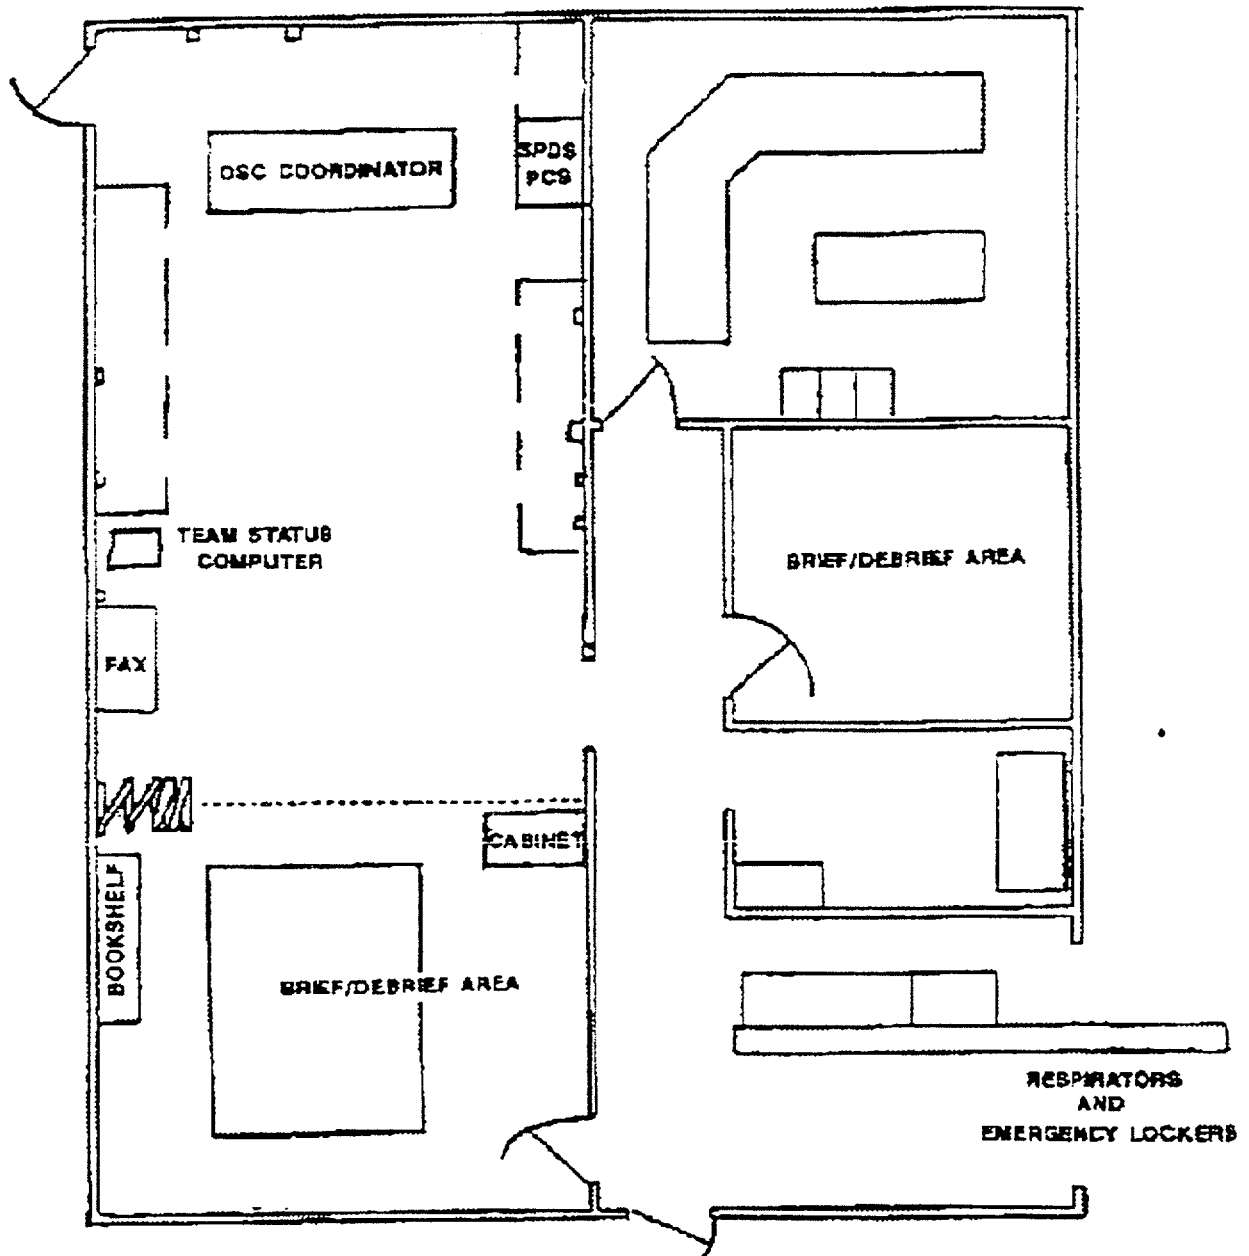 OSC COORDINATOR
SPDS
PCS
TEAM STATUS
COMPUTER
BRIEF/DEBRIEF AREA
FAX
CABINET
BOOKSHELF
BRIEF/DEBRIEF AREA
RESPIRATORS
AND
EMERGENCY LOCKERS